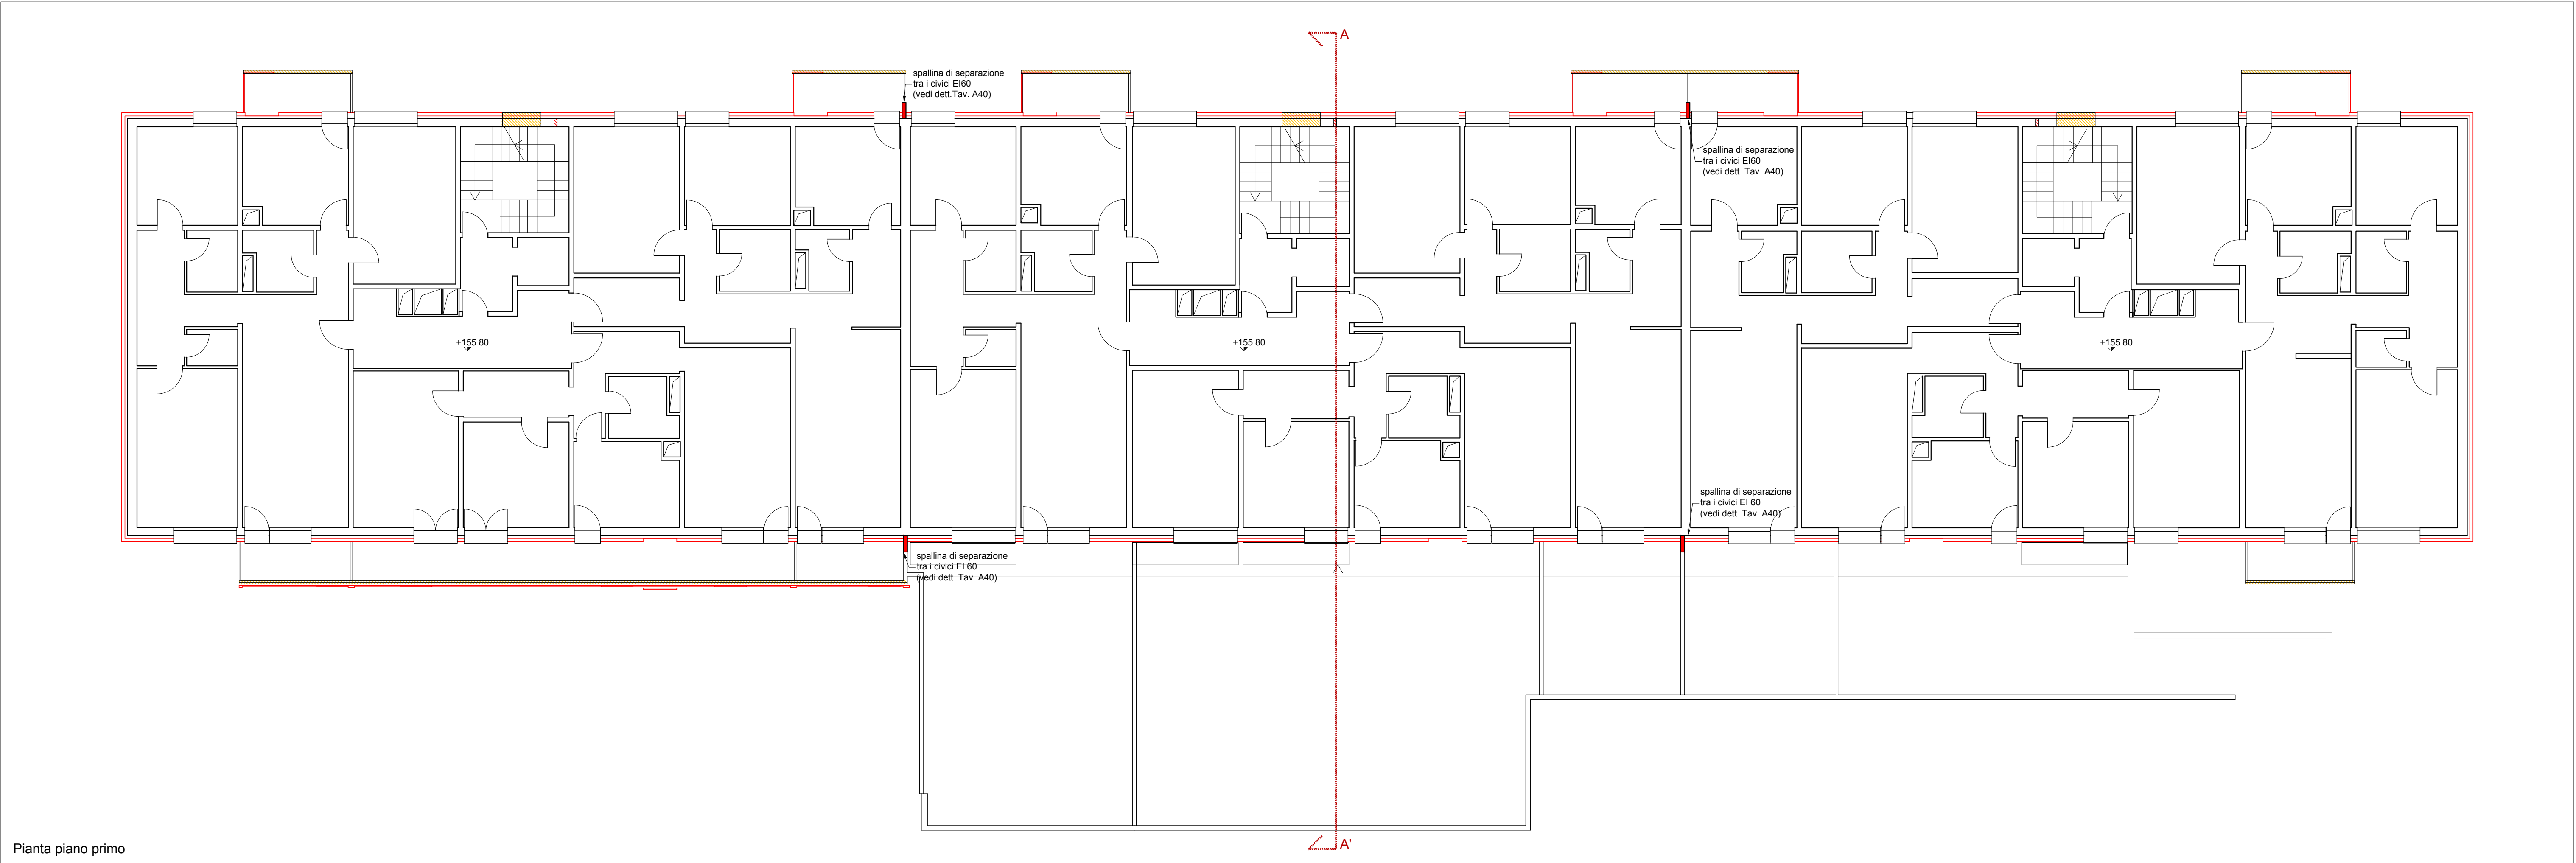 A
spallina di separazione
tra i civici EI60
(vedi dett.Tav. A40)
spallina di separazione
tra i civici EI60
(vedi dett. Tav. A40)
+155.80
+155.80
+155.80
spallina di separazione
tra i civici EI 60
(vedi dett. Tav. A40)
spallina di separazione
tra i civici EI 60
(vedi dett. Tav. A40)
A'
Pianta piano primo